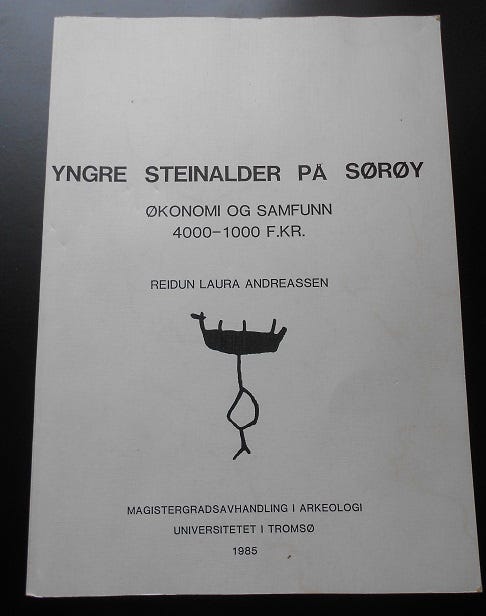 YNGRE STEINALDER PÅ SØRØY
ØKONOMI OG SAMFUNN
4000-1000 F.KR.
REIDUN LAURA ANDREASSEN
MAGISTERGRADSAVHANDLING I ARKEOLOGI
UNIVERSITETET I TROMSØ
1985